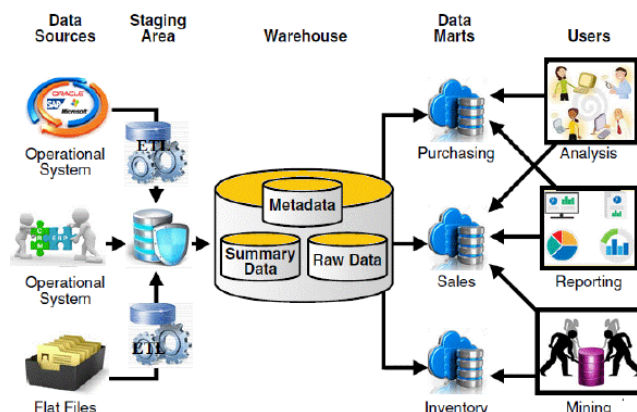 Data Sources
Staging Area
Warehouse
Data Marts
Users
ORACLE
SAP
Microsoft
Operational System
ETL
Purchasing
Analysis
Metadata
Operational System
Summary Data
Raw Data
Sales
Reporting
ETL
Flat Files
Inventory
Mining